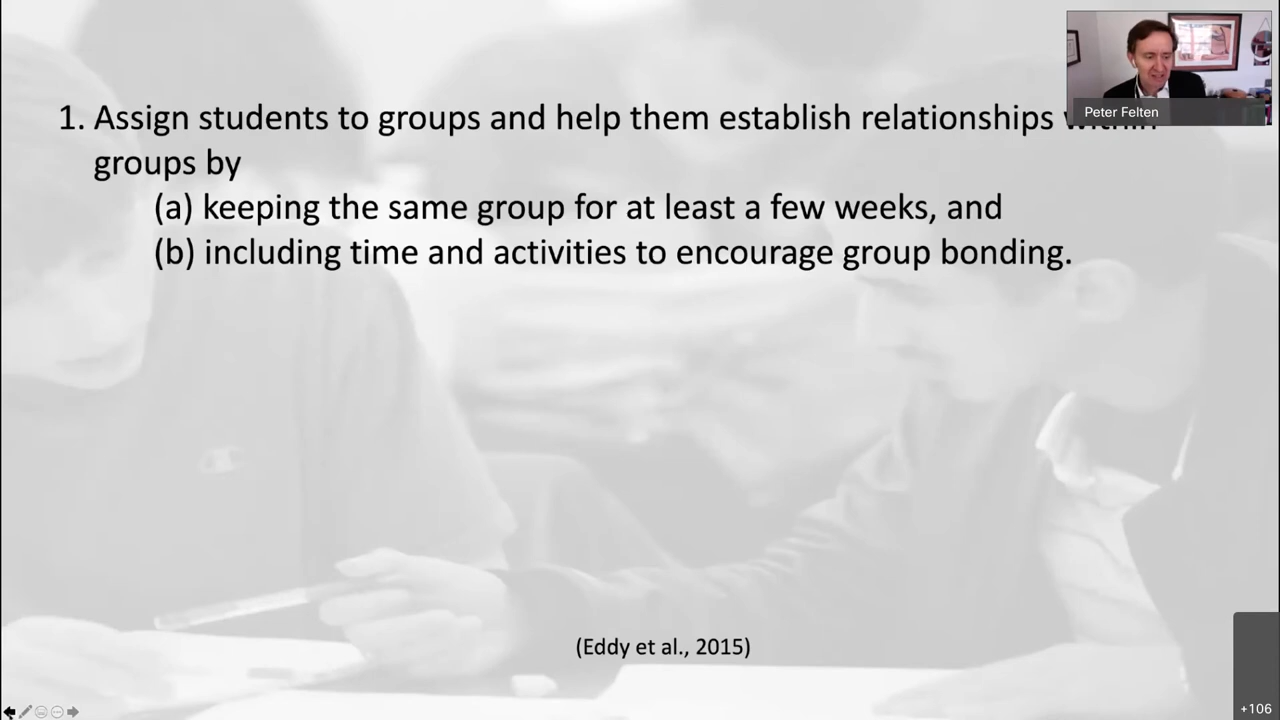 Peter Felten
1. Assign students to groups and help them establish relationships within
groups by
(a) keeping the same group for at least a few weeks, and
(b) including time and activities to encourage group bonding.
(Eddy et al., 2015)
+106